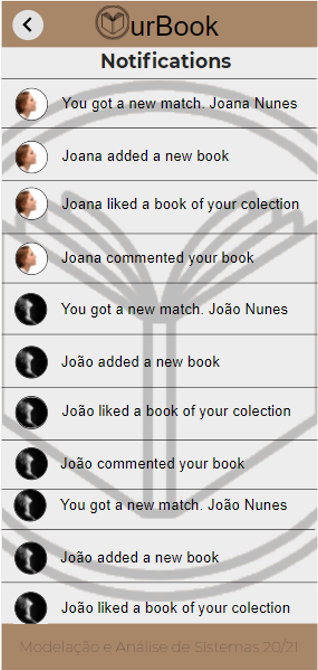 OurBook
Notifications
You got a new match. Joana Nunes
Joana added a new book
Joana liked a book of your colection
Joana commented your book
You got a new match. João Nunes
João added a new book
João liked a book of your colection
João commented your book
You got a new match. João Nunes
João added a new book
João liked a book of your colection
Modelação e Análise de Sistemas 20/21